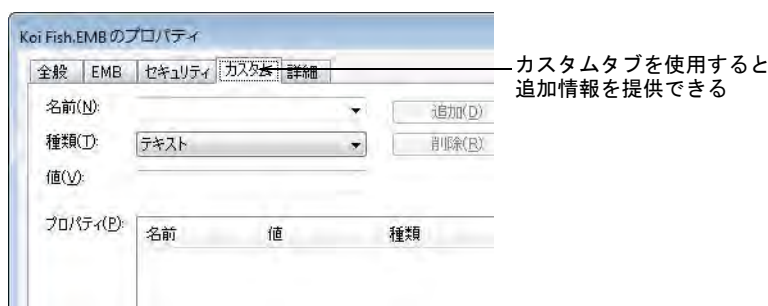 Koi Fish.EMB のプロパティ
全般 EMB セキュリティ カスタム 詳細
カスタムタブを使用すると
追加情報を提供できる
名前(N):
追加(D)
種類(T): テキスト
削除(R)
値(V):
プロパティ(P): 名前 値 種類